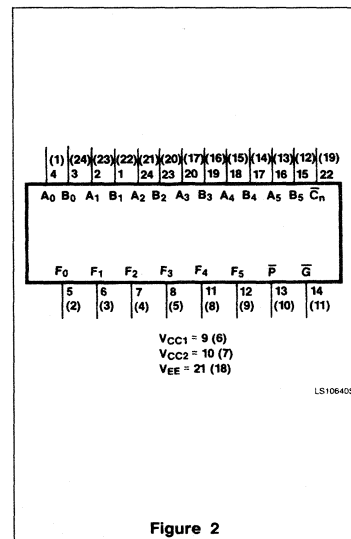 (1) (24) (23) (22) (21) (20) (17) (16) (15) (14) (13) (12) (19)
4 3 2 1 24 23 20 19 18 17 16 15 22
A0 B0 A1 B1 A2 B2 A3 B3 A4 B4 A5 B5 C̅n
F0 F1 F2 F3 F4 F5 P̅ G̅
5 6 7 8 11 12 13 14
(2) (3) (4) (5) (8) (9) (10) (11)
VCC1 = 9 (6)
VCC2 = 10 (7)
VEE = 21 (18)
Figure 2